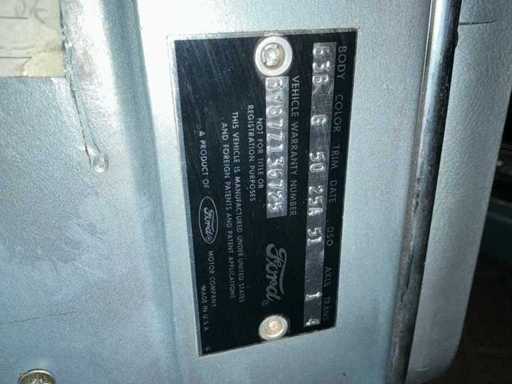 BODY COLOR TRIM DATE DSO AXLE TRANS
63B G 50 25A 51 1 4
VEHICLE WARRANTY NUMBER
NOT FOR TITLE OR
REGISTRATION PURPOSES
Ford
THIS VEHICLE IS MANUFACTURED UNDER UNITED STATES
AND FOREIGN PATENTS AND PATENT APPLICATIONS
A PRODUCT OF Ford MOTOR COMPANY
MADE IN U.S.A.